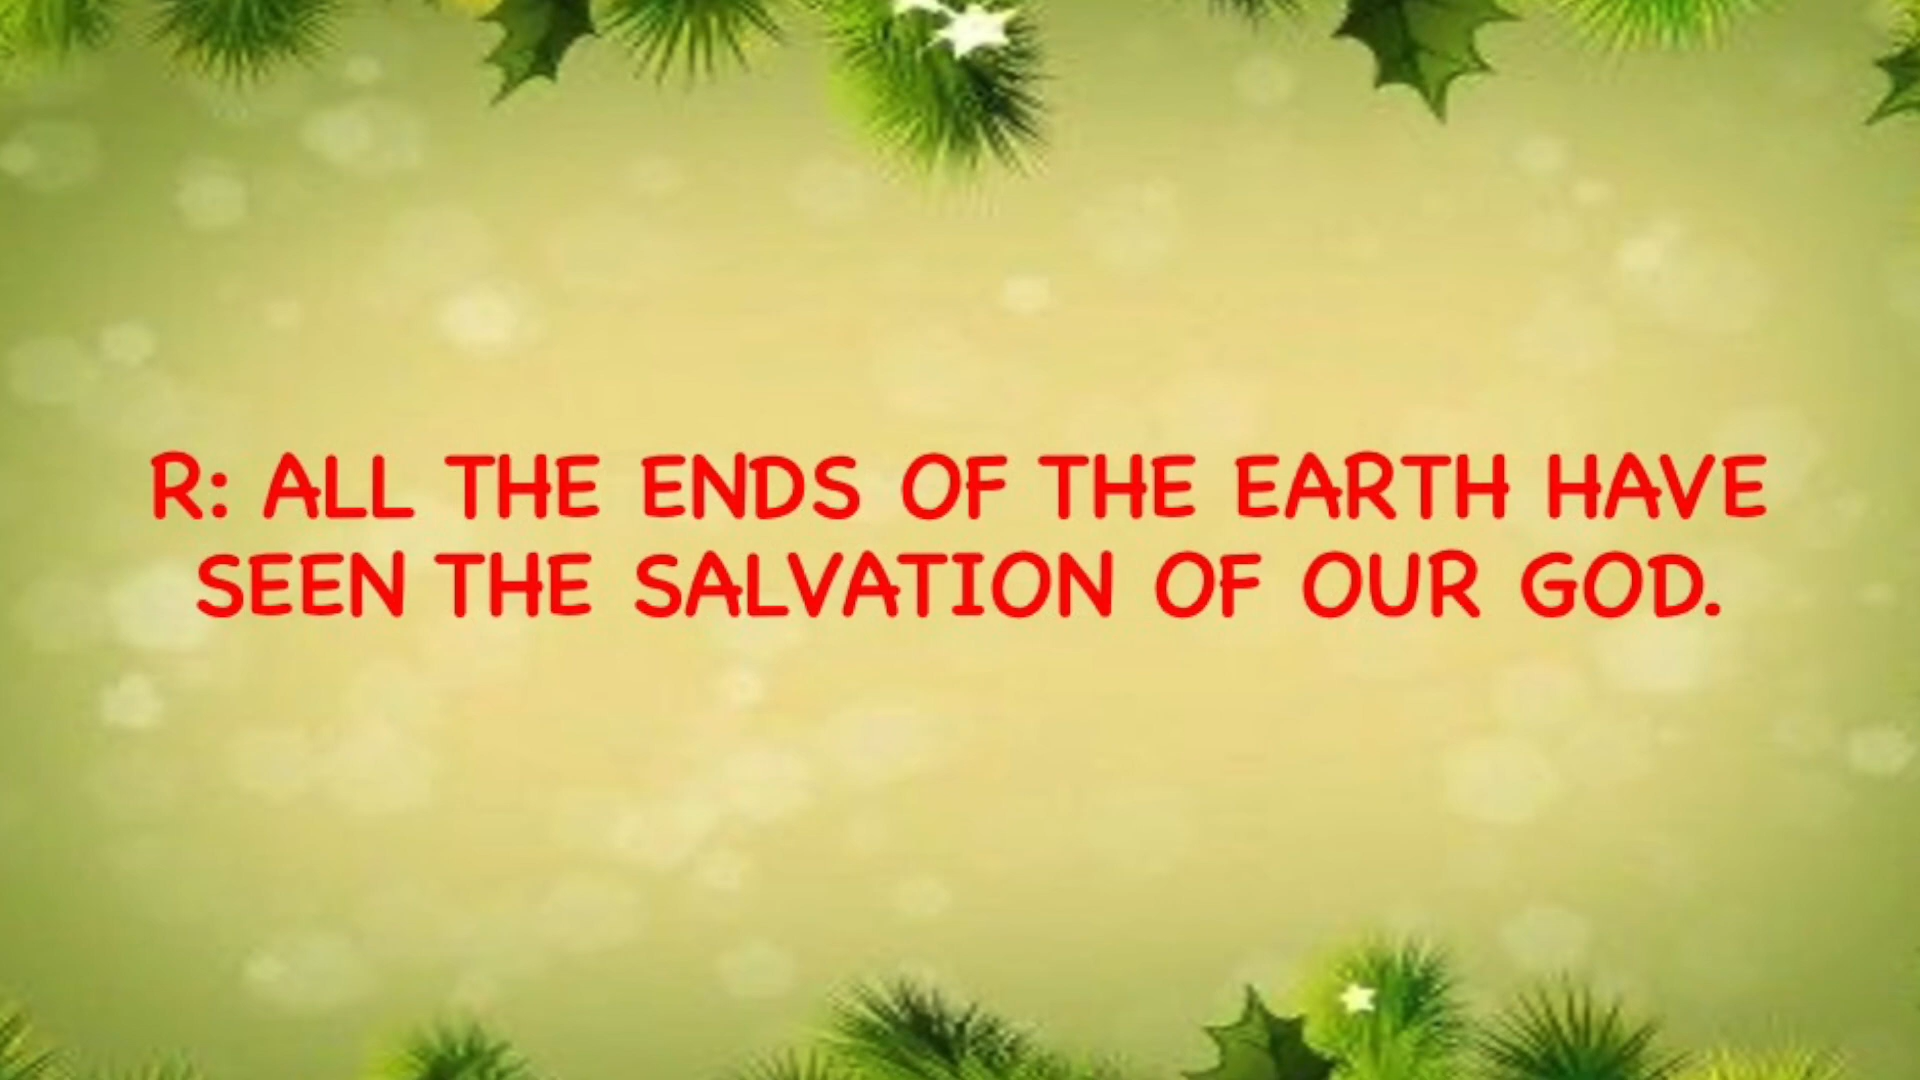 R: ALL THE ENDS OF THE EARTH HAVE
SEEN THE SALVATION OF OUR GOD.